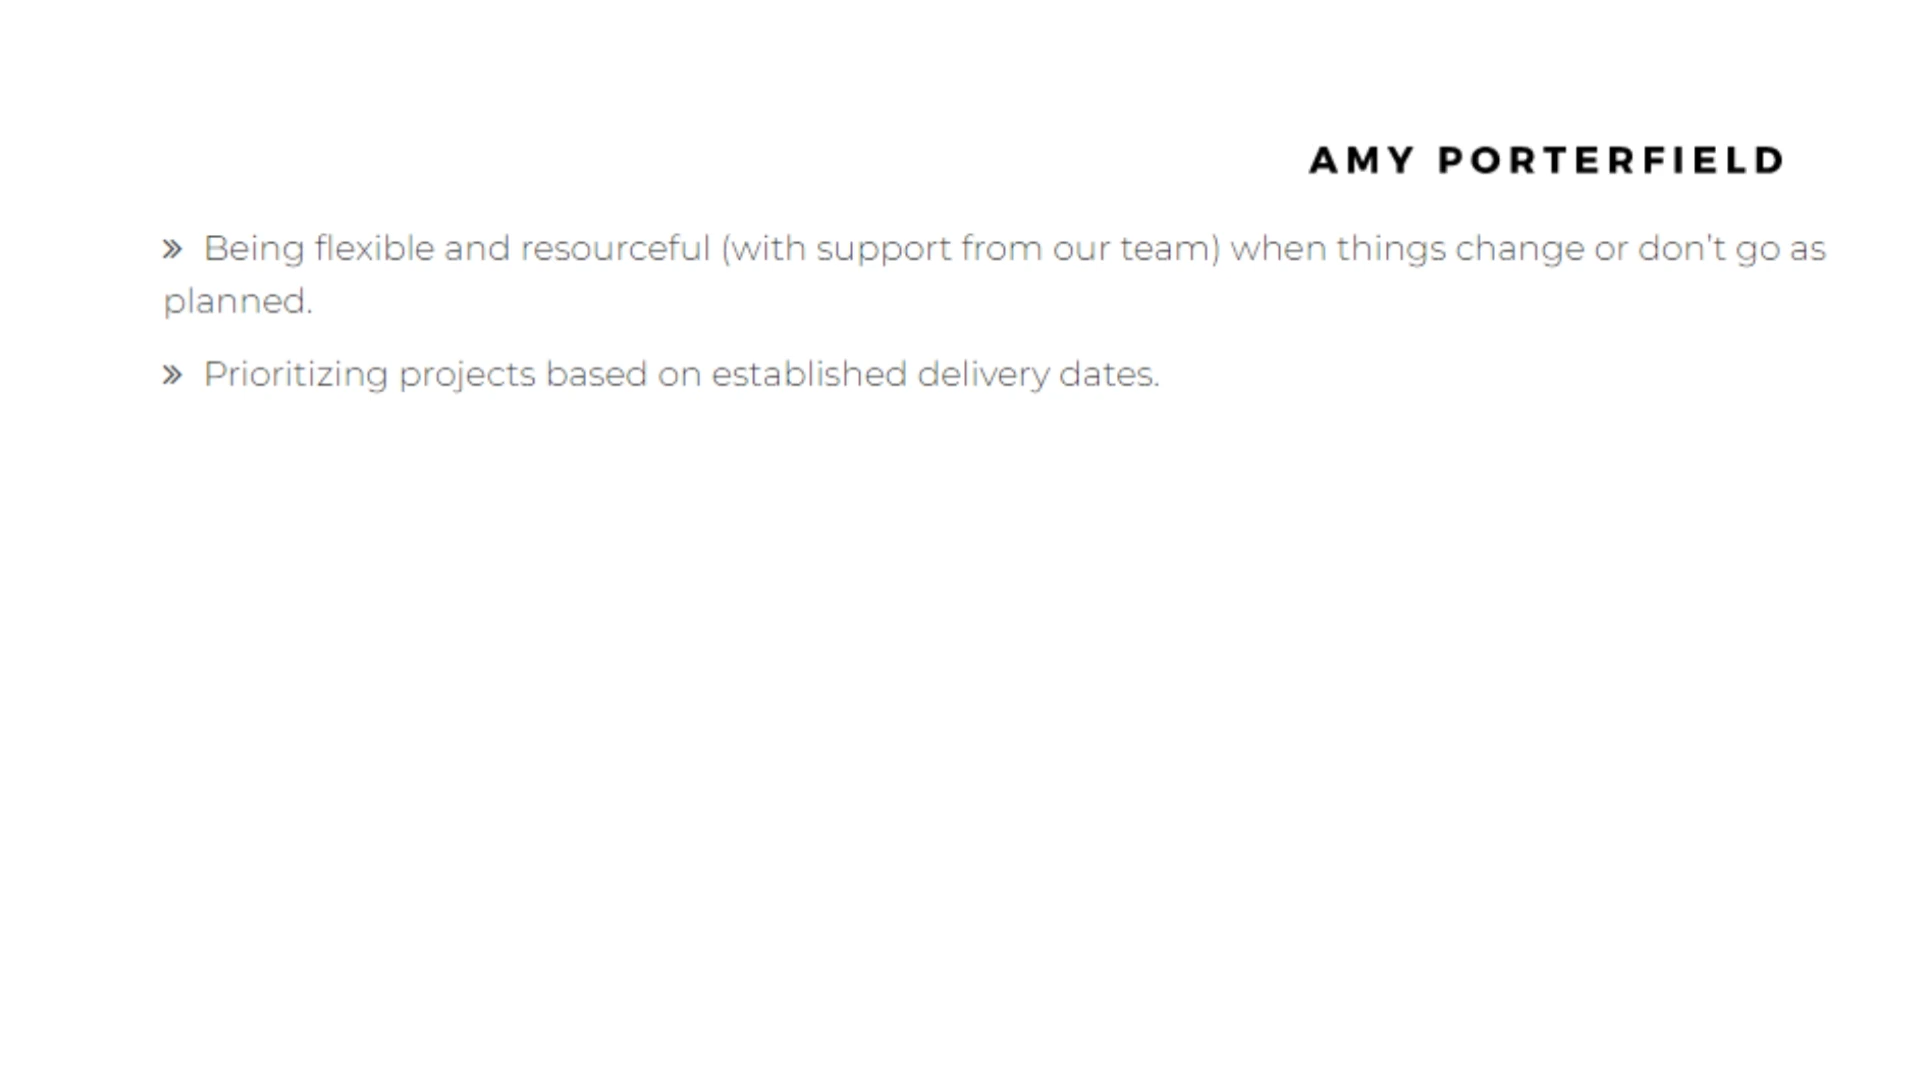 AMY PORTERFIELD
» Being flexible and resourceful (with support from our team) when things change or don't go as
planned.
» Prioritizing projects based on established delivery dates.